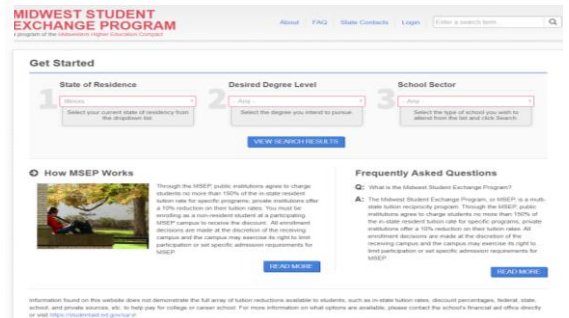 MIDWEST STUDENT
EXCHANGE PROGRAM
a program of the Midwestern Higher Education Compact
About FAQ State Contacts Login Enter a search term
Get Started
1 State of Residence
Illinois
Select your current state of residency from
the dropdown list.
2 Desired Degree Level
- Any -
Select the degree you intend to pursue.
3 School Sector
- Any -
Select the type of school you wish to
attend from the list and click Search.
VIEW SEARCH RESULTS
How MSEP Works
Through the MSEP, public institutions agree to charge
students no more than 150% of the in-state resident
tuition rate for specific programs; private institutions offer
a 10% reduction on their tuition rates. You must be
enrolling as a non-resident student at a participating
MSEP campus to receive the discount. All enrollment
decisions are made at the discretion of the receiving
campus and the campus may exercise its right to limit
participation or set specific admission requirements for
MSEP.
READ MORE
Frequently Asked Questions
Q: What is the Midwest Student Exchange Program?
A: The Midwest Student Exchange Program, or MSEP, is a multi-
state tuition reciprocity program. Through the MSEP, public
institutions agree to charge students no more than 150% of
the in-state resident tuition rate for specific programs; private
institutions offer a 10% reduction on their tuition rates. All
enrollment decisions are made at the discretion of the
receiving campus and the campus may exercise its right to
limit participation or set specific admission requirements for
MSEP.
READ MORE
Information found on this website does not demonstrate the full array of tuition reductions available to students, such as in-state tuition rates, discount percentages, federal, state,
school, and private sources, etc. to help pay for college or career school. For more information on what options are available, please contact the school's financial aid office directly
or visit https://studentaid.ed.gov/sa/